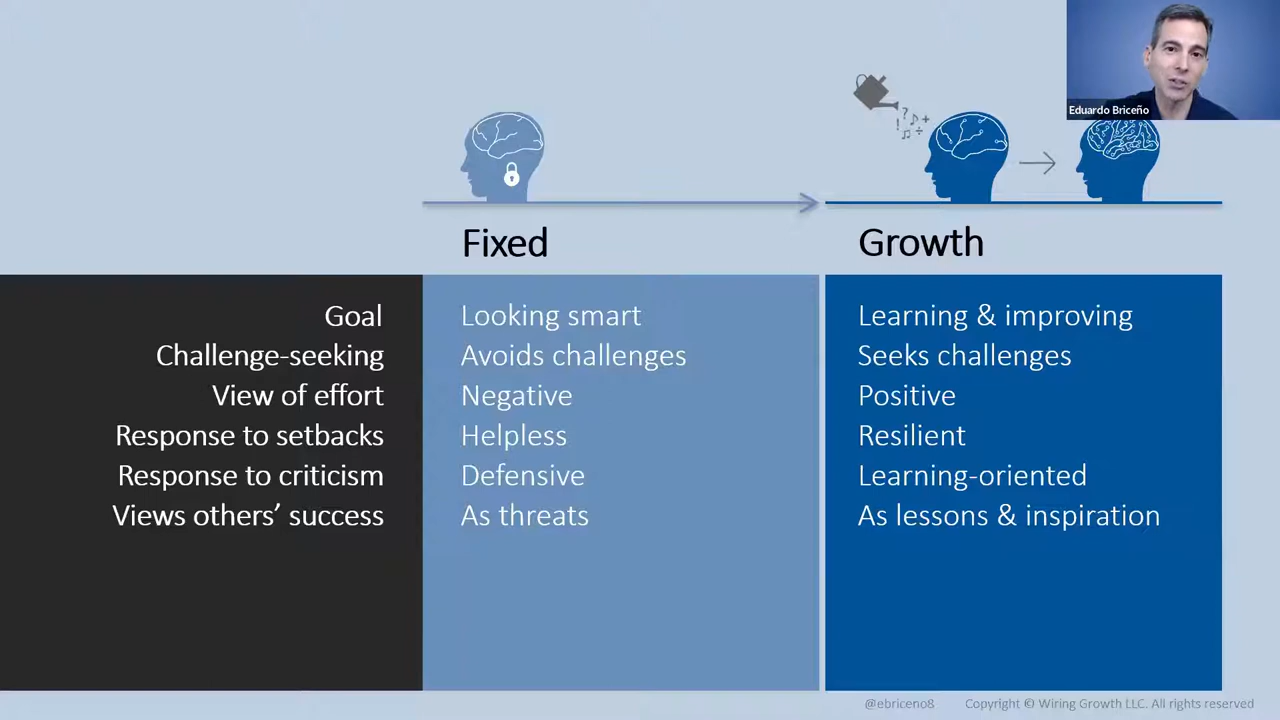 Eduardo Briceño
Fixed
Growth
Goal
Looking smart
Learning & improving
Challenge-seeking
Avoids challenges
Seeks challenges
View of effort
Negative
Positive
Response to setbacks
Helpless
Resilient
Response to criticism
Defensive
Learning-oriented
Views others’ success
As threats
As lessons & inspiration
@ebriceno8
Copyright © Wiring Growth LLC. All rights reserved